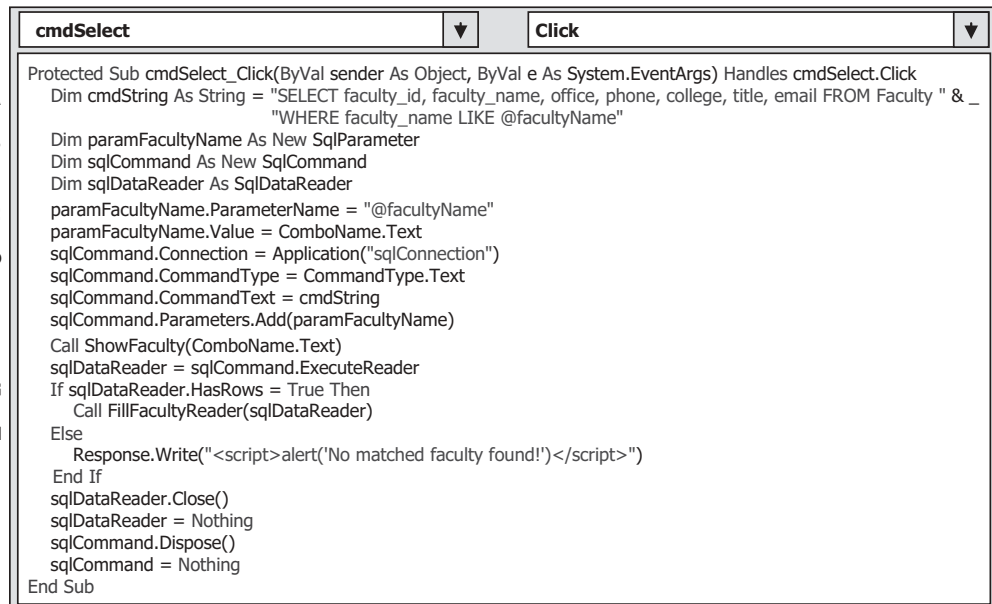 cmdSelect
Click
Protected Sub cmdSelect_Click(ByVal sender As Object, ByVal e As System.EventArgs) Handles cmdSelect.Click
Dim cmdString As String = "SELECT faculty_id, faculty_name, office, phone, college, title, email FROM Faculty " & _
"WHERE faculty_name LIKE @facultyName"
Dim paramFacultyName As New SqlParameter
Dim sqlCommand As New SqlCommand
Dim sqlDataReader As SqlDataReader
paramFacultyName.ParameterName = "@facultyName"
paramFacultyName.Value = ComboName.Text
sqlCommand.Connection = Application("sqlConnection")
sqlCommand.CommandType = CommandType.Text
sqlCommand.CommandText = cmdString
sqlCommand.Parameters.Add(paramFacultyName)
Call ShowFaculty(ComboName.Text)
sqlDataReader = sqlCommand.ExecuteReader
If sqlDataReader.HasRows = True Then
Call FillFacultyReader(sqlDataReader)
Else
Response.Write("<script>alert('No matched faculty found!')</script>")
End If
sqlDataReader.Close()
sqlDataReader = Nothing
sqlCommand.Dispose()
sqlCommand = Nothing
End Sub